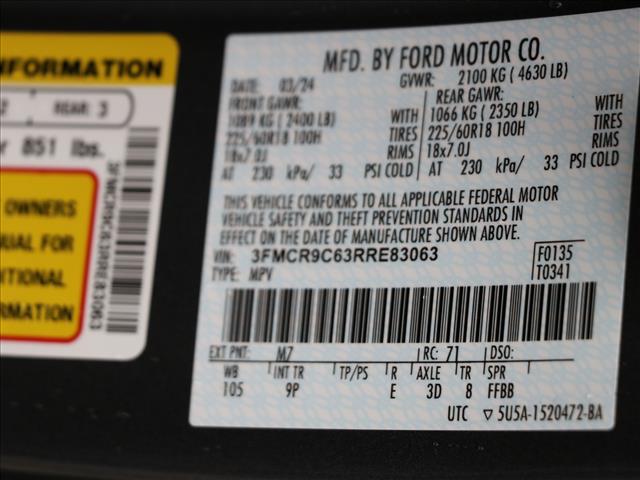 INFORMATION
2 REAR: 3
r 851 lbs.
OWNERS
UAL FOR
ITIONAL
MATION
3FMCR9C63RRE83063
MFD. BY FORD MOTOR CO.
DATE: 03/24 GVWR: 2100 KG ( 4630 LB)
FRONT GAWR: REAR GAWR:
1089 KG ( 2400 LB) WITH 1066 KG ( 2350 LB) WITH
225/60R18 100H TIRES 225/60R18 100H TIRES
18x7.0J RIMS 18x7.0J RIMS
AT 230 kPa/ 33 PSI COLD AT 230 kPa/ 33 PSI COLD
THIS VEHICLE CONFORMS TO ALL APPLICABLE FEDERAL MOTOR
VEHICLE SAFETY AND THEFT PREVENTION STANDARDS IN
EFFECT ON THE DATE OF MANUFACTURE SHOWN ABOVE.
VIN: 3FMCR9C63RRE83063 F0135
TYPE: MPV T0341
EXT PNT: M7 RC: 71 DSO:
WB INT TR TP/PS R AXLE TR SPR
105 9P E 3D 8 FFBB
UTC ▽ 5U5A-1520472-BA